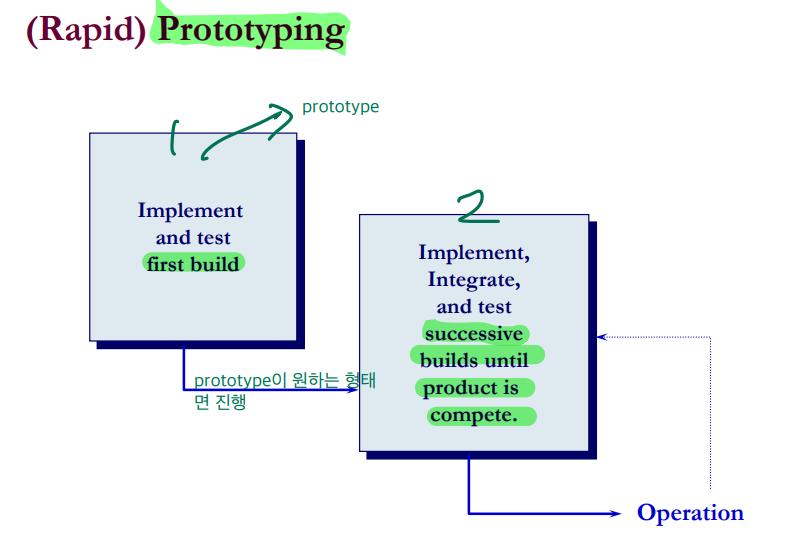 (Rapid) Prototyping
1
prototype
Implement
and test
first build
2
Implement,
Integrate,
and test
successive
builds until
product is
compete.
prototype이 원하는 형태
면 진행
Operation